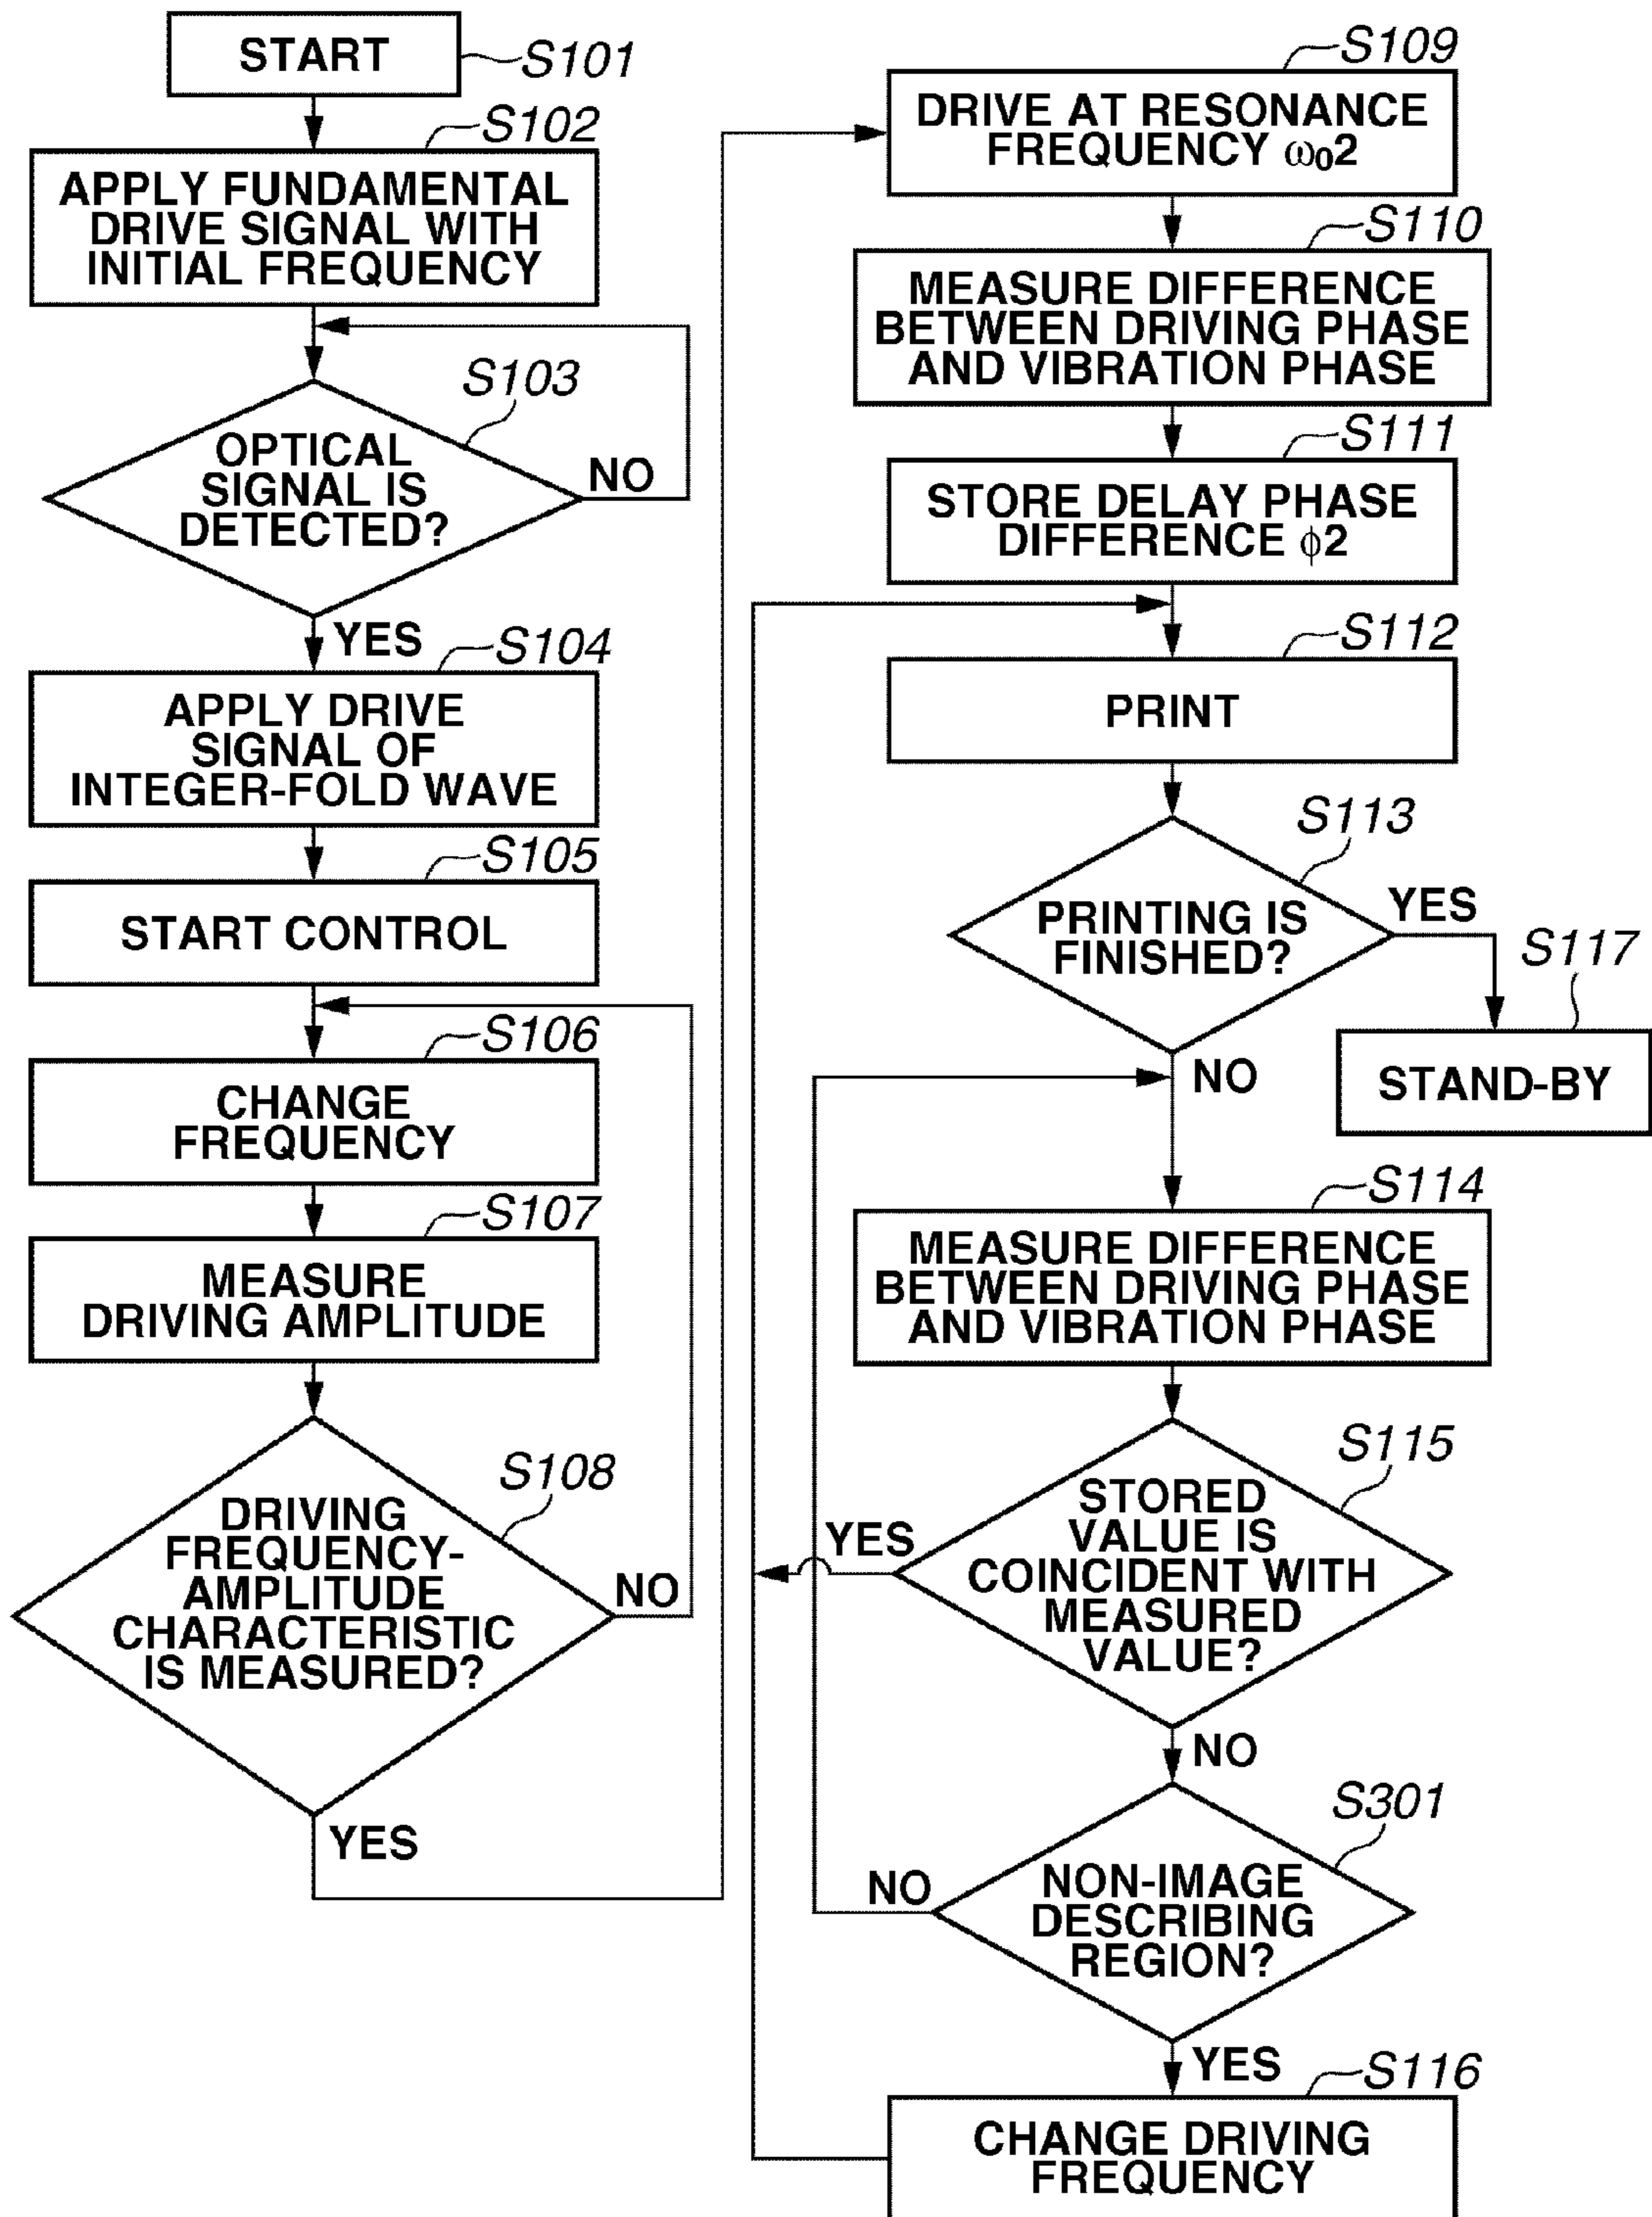 START
S101
S102
APPLY FUNDAMENTAL
DRIVE SIGNAL WITH
INITIAL FREQUENCY
S103
OPTICAL
SIGNAL IS
DETECTED?
NO
YES
S104
APPLY DRIVE
SIGNAL OF
INTEGER-FOLD WAVE
S105
START CONTROL
S106
CHANGE
FREQUENCY
S107
MEASURE
DRIVING AMPLITUDE
S108
DRIVING
FREQUENCY-
AMPLITUDE
CHARACTERISTIC
IS MEASURED?
NO
YES
S109
DRIVE AT RESONANCE
FREQUENCY ω₀2
S110
MEASURE DIFFERENCE
BETWEEN DRIVING PHASE
AND VIBRATION PHASE
S111
STORE DELAY PHASE
DIFFERENCE ϕ2
S112
PRINT
S113
PRINTING IS
FINISHED?
YES
S117
STAND-BY
NO
S114
MEASURE DIFFERENCE
BETWEEN DRIVING PHASE
AND VIBRATION PHASE
S115
STORED
VALUE IS
COINCIDENT WITH
MEASURED
VALUE?
YES
NO
S301
NON-IMAGE
DESCRIBING
REGION?
NO
YES
S116
CHANGE DRIVING
FREQUENCY